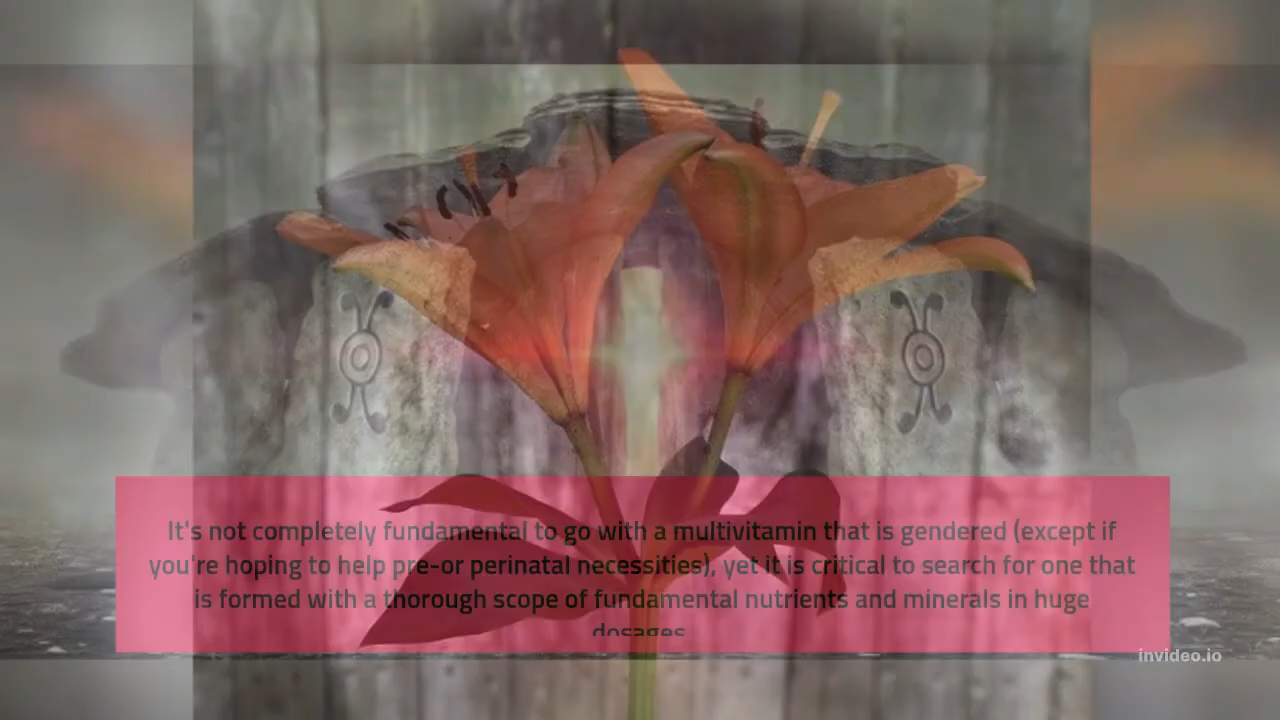 It's not completely fundamental to go with a multivitamin that is gendered (except if
you're hoping to help pre-or perinatal necessities), yet it is critical to search for one that
is formed with a thorough scope of fundamental nutrients and minerals in huge
dosages
invideo.io